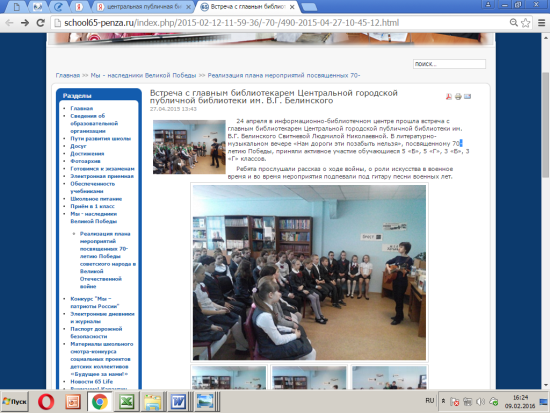 центральная публичная би
Встреча с главным библиот
school65-penza.ru/index.php/2015-02-12-11-59-36/-70/490-2015-04-27-10-45-12.html
поиск...
Главная >> Мы - наследники Великой Победы >> Реализация плана мероприятий посвященных 70-
Разделы
Главная
Сведения об
образовательной
организации
Пути развития школы
Досуг
Достижения
Фотоархив
Готовимся к экзаменам
Электронная приемная
Обеспеченность
учебниками
Школьное питание
Приём в 1 класс
Мы - наследники
Великой Победы
Реализация плана
мероприятий
посвященных 70-
летию Победы
советского народа в
Великой
Отечественной
войне
Конкурс "Мы -
патриоты России"
Электронные дневники
и журналы
Паспорт дорожной
безопасности
Материалы школьного
смотра-конкурса
социальных проектов
детских коллективов
«Будущее за нами!»
Новости 65 Life
Встреча с главным библиотекарем Центральной городской
публичной библиотеки им. В.Г. Белинского
27.04.2015 13:43
24 апреля в информационно-библиотечном центре прошла встреча с
главным библиотекарем Центральной городской публичной библиотеки им.
В.Г. Белинского Свитневой Людмилой Николаевной. В литературно-
музыкальном вечере «Нам дороги эти позабыть нельзя», посвященному 70-
летию Победы, приняли активное участие обучающиеся 5 «Б», 5 «Г», 3 «Б», 3
«Г» классов.
Ребята прослушали рассказ о ходе войны, о роли искусства в военное
время и во время мероприятия подпевали под гитару песни военных лет.
Пуск
RU
16:24
09.02.2016